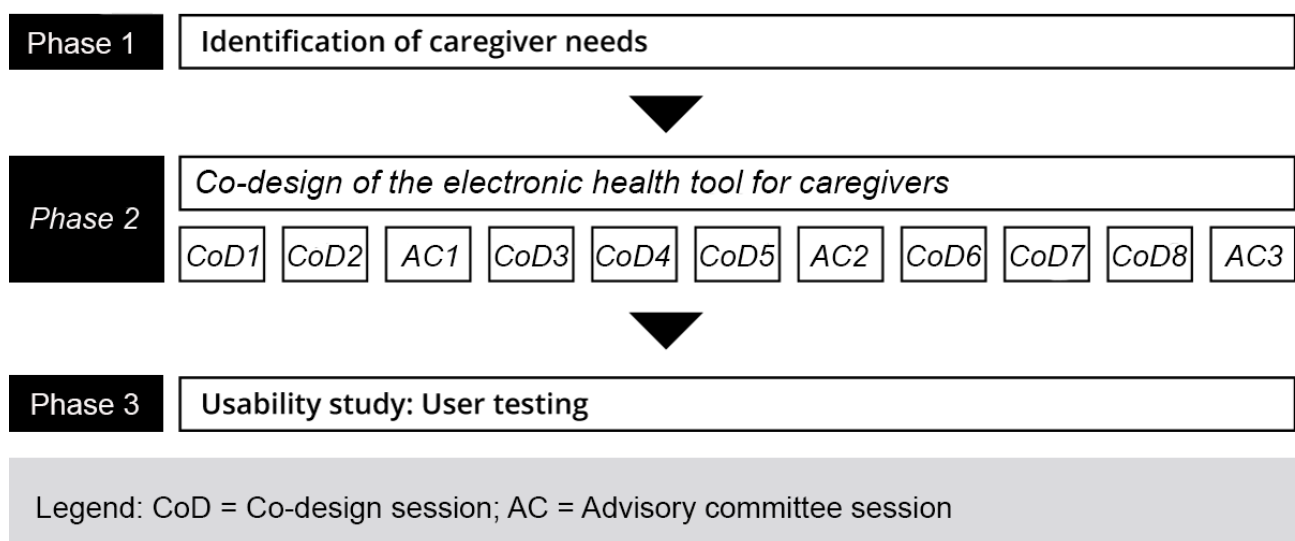 Phase 1
Identification of caregiver needs
Phase 2
Co-design of the electronic health tool for caregivers
CoD1 CoD2 AC1 CoD3 CoD4 CoD5 AC2 CoD6 CoD7 CoD8 AC3
Phase 3
Usability study: User testing
Legend: CoD = Co-design session; AC = Advisory committee session